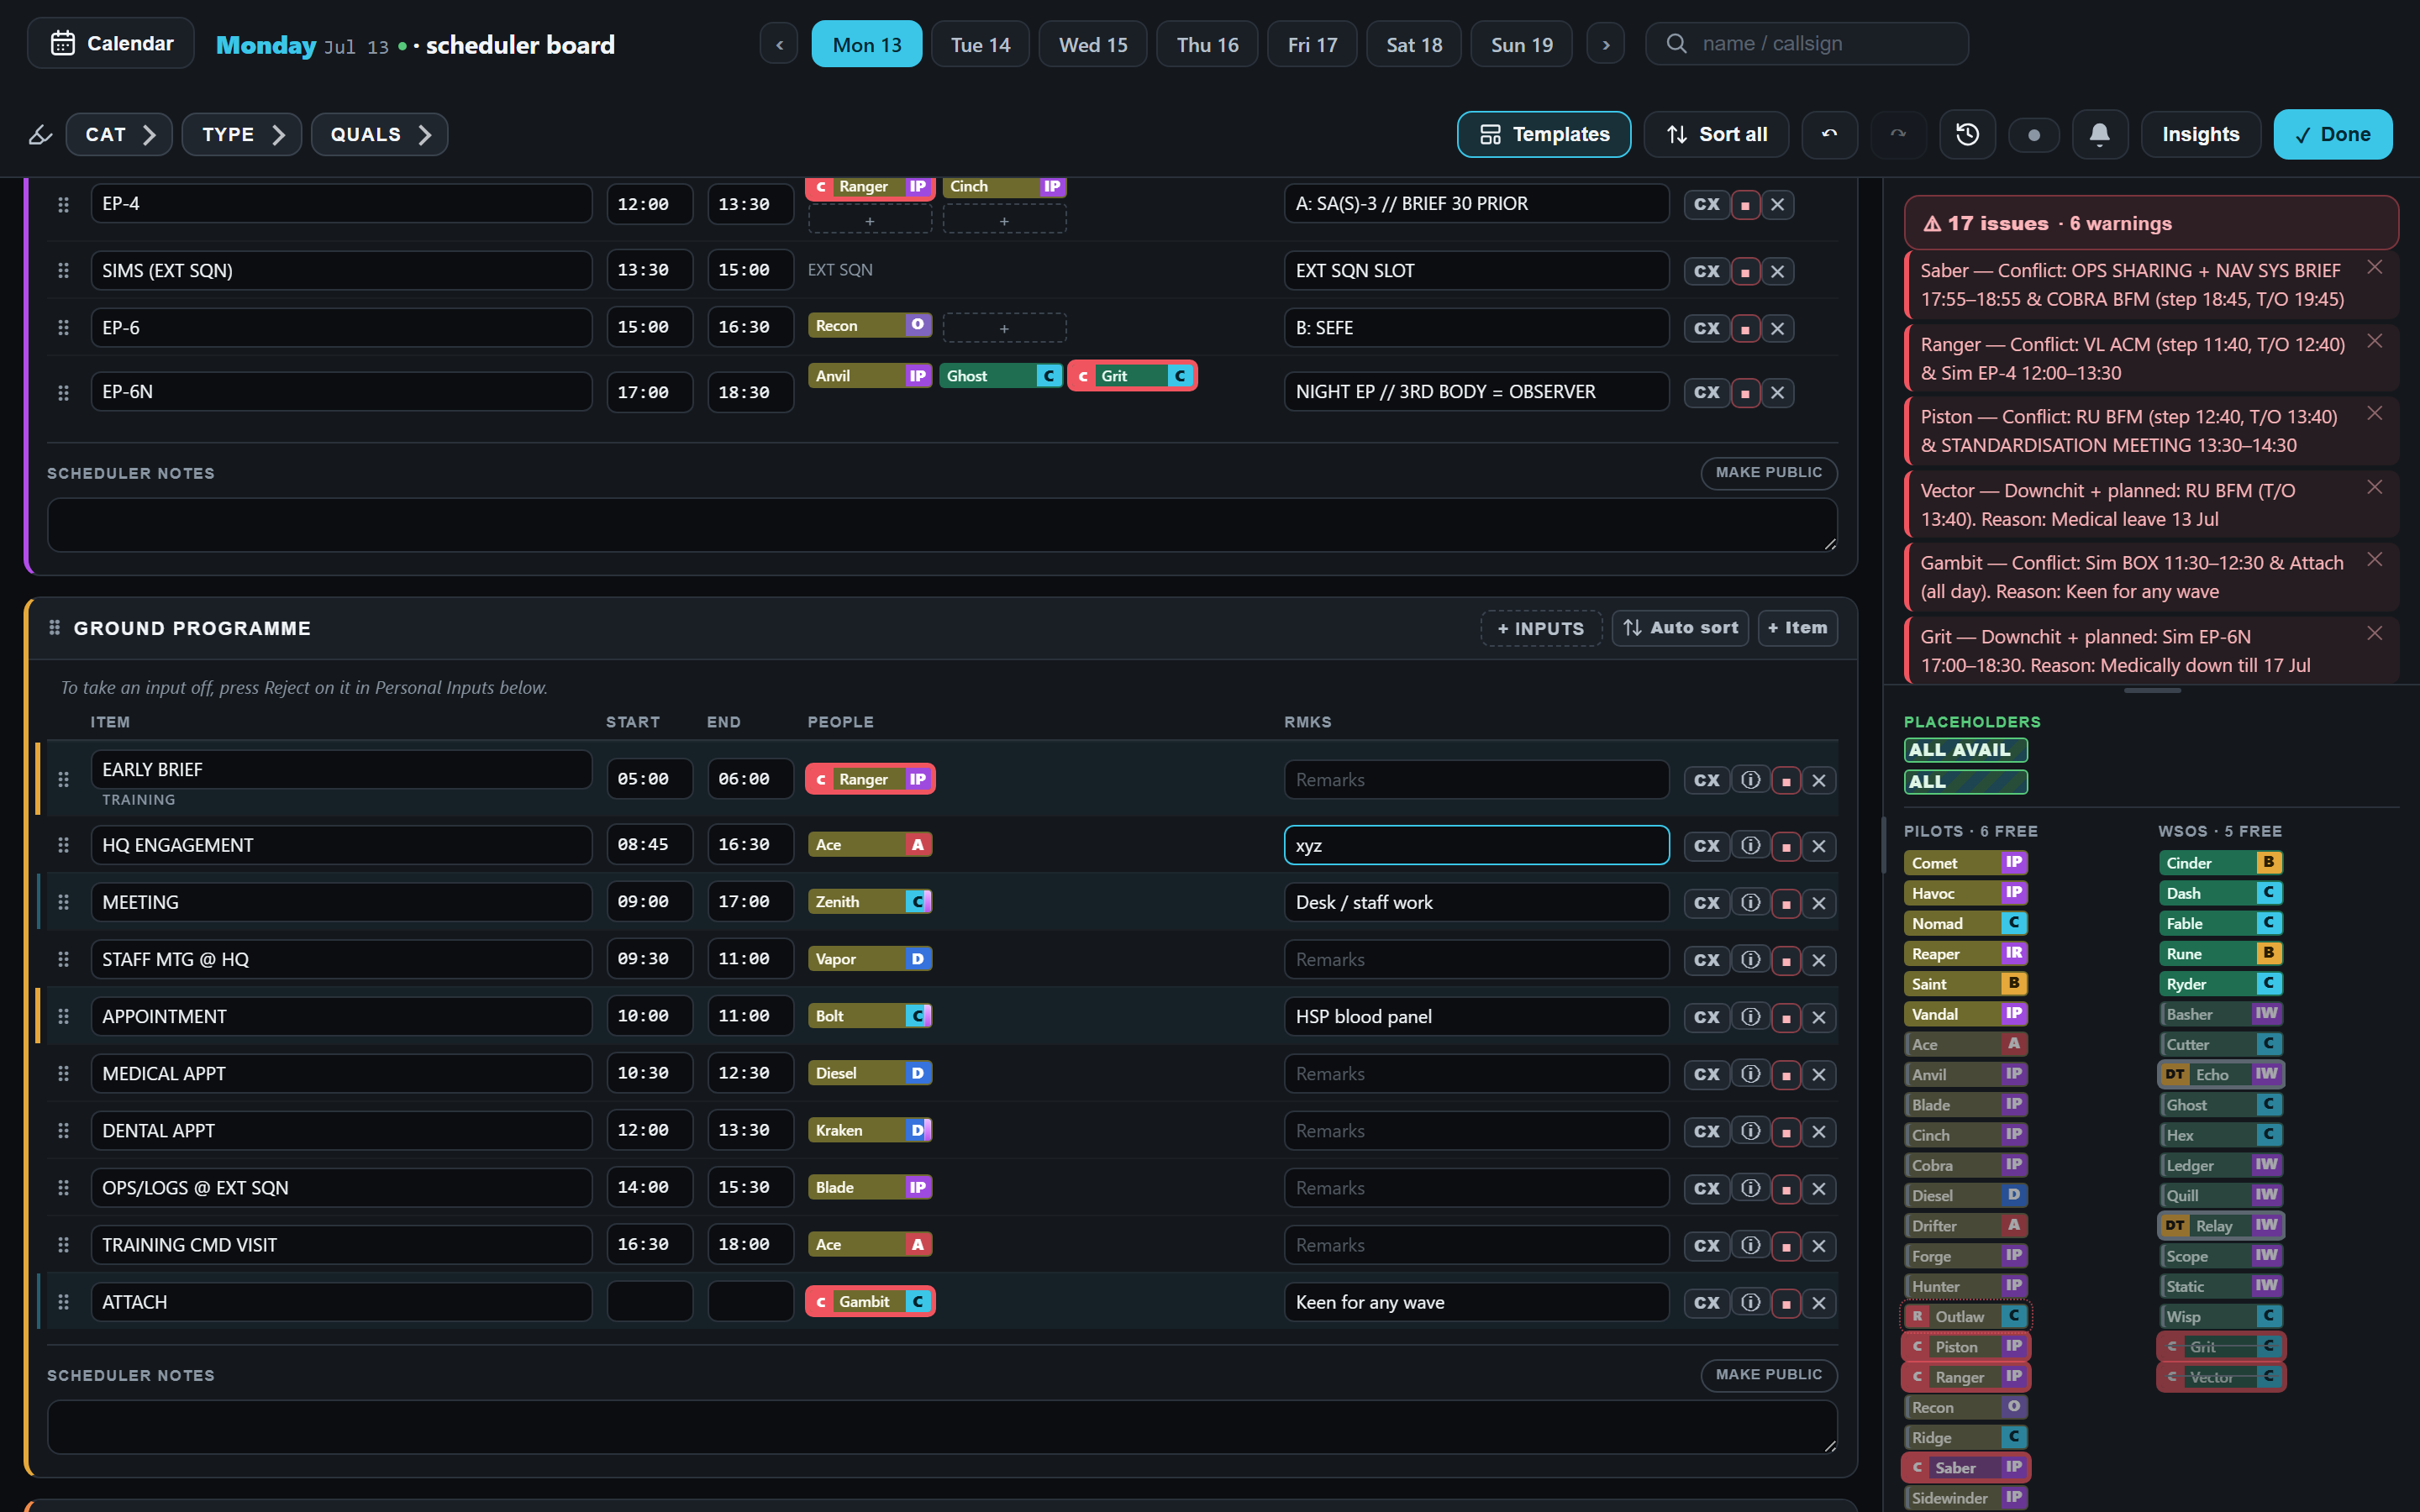 Calendar
Monday Jul 13 • · scheduler board
‹ Mon 13 Tue 14 Wed 15 Thu 16 Fri 17 Sat 18 Sun 19 ›
name / callsign
CAT TYPE QUALS
Templates Sort all Insights ✓ Done
EP-4 12:00 13:30 C Ranger IP Cinch IP + + A: SA(S)-3 // BRIEF 30 PRIOR CX
SIMS (EXT SQN) 13:30 15:00 EXT SQN EXT SQN SLOT CX
EP-6 15:00 16:30 Recon O + B: SEFE CX
EP-6N 17:00 18:30 Anvil IP Ghost C C Grit C NIGHT EP // 3RD BODY = OBSERVER CX
SCHEDULER NOTES MAKE PUBLIC
GROUND PROGRAMME + INPUTS Auto sort + Item
To take an input off, press Reject on it in Personal Inputs below.
ITEM START END PEOPLE RMKS
EARLY BRIEF 05:00 06:00 C Ranger IP Remarks CX
TRAINING
HQ ENGAGEMENT 08:45 16:30 Ace A xyz CX
MEETING 09:00 17:00 Zenith C Desk / staff work CX
STAFF MTG @ HQ 09:30 11:00 Vapor D Remarks CX
APPOINTMENT 10:00 11:00 Bolt C HSP blood panel CX
MEDICAL APPT 10:30 12:30 Diesel D Remarks CX
DENTAL APPT 12:00 13:30 Kraken D Remarks CX
OPS/LOGS @ EXT SQN 14:00 15:30 Blade IP Remarks CX
TRAINING CMD VISIT 16:30 18:00 Ace A Remarks CX
ATTACH C Gambit C Keen for any wave CX
SCHEDULER NOTES MAKE PUBLIC
⚠ 17 issues · 6 warnings
Saber — Conflict: OPS SHARING + NAV SYS BRIEF
17:55–18:55 & COBRA BFM (step 18:45, T/O 19:45)
Ranger — Conflict: VL ACM (step 11:40, T/O 12:40)
& Sim EP-4 12:00–13:30
Piston — Conflict: RU BFM (step 12:40, T/O 13:40)
& STANDARDISATION MEETING 13:30–14:30
Vector — Downchit + planned: RU BFM (T/O
13:40). Reason: Medical leave 13 Jul
Gambit — Conflict: Sim BOX 11:30–12:30 & Attach
(all day). Reason: Keen for any wave
Grit — Downchit + planned: Sim EP-6N
17:00–18:30. Reason: Medically down till 17 Jul
PLACEHOLDERS
ALL AVAIL
ALL
PILOTS · 6 FREE
Comet IP
Havoc IP
Nomad C
Reaper IR
Saint B
Vandal IP
Ace A
Anvil IP
Blade IP
Cinch IP
Cobra IP
Diesel D
Drifter A
Forge IP
Hunter IP
R Outlaw C
C Piston IP
C Ranger IP
Recon O
Ridge C
C Saber IP
Sidewinder IP
WSOS · 5 FREE
Cinder B
Dash C
Fable C
Rune B
Ryder C
Basher IW
Cutter C
DT Echo IW
Ghost C
Hex C
Ledger IW
Quill IW
DT Relay IW
Scope IW
Static IW
Wisp C
C Grit C
C Vector C